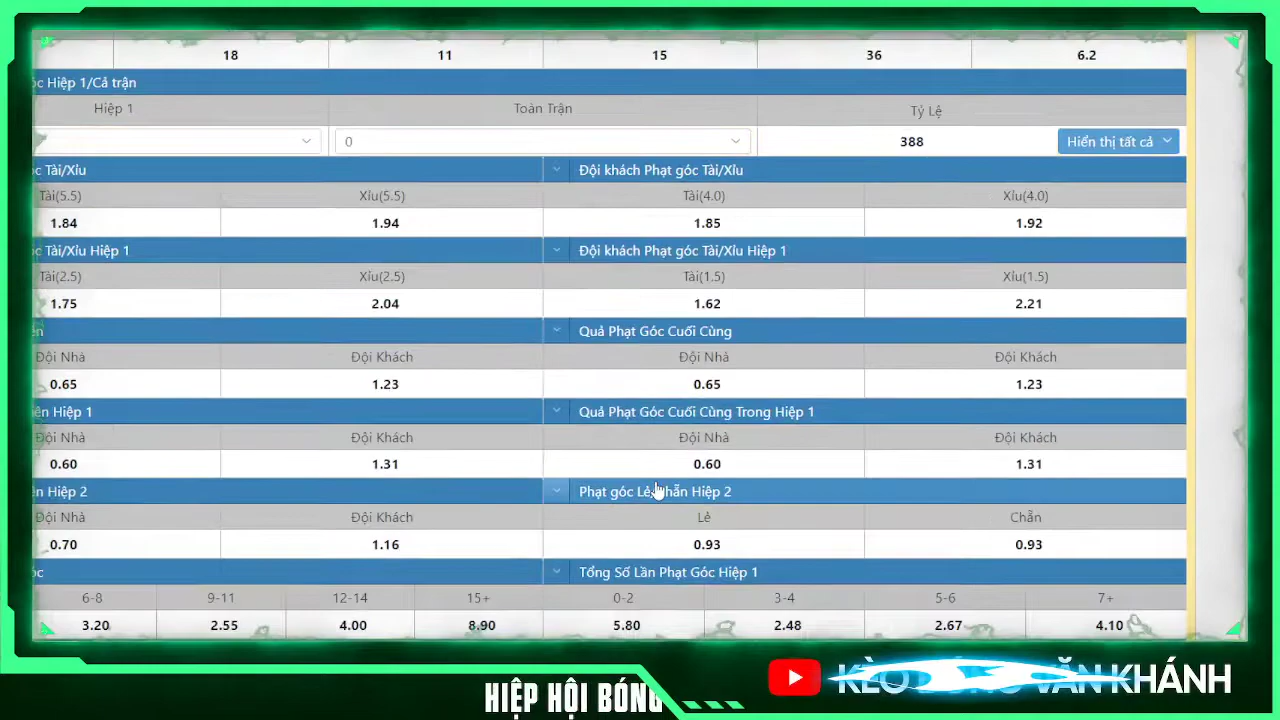 18 11 15 36 6.2
óc Hiệp 1/Cả trận
Hiệp 1 Toàn Trận Tỷ Lệ
0 388 Hiển thị tất cả
óc Tài/Xỉu Đội khách Phạt góc Tài/Xỉu
Tài(5.5) Xỉu(5.5) Tài(4.0) Xỉu(4.0)
1.84 1.94 1.85 1.92
óc Tài/Xỉu Hiệp 1 Đội khách Phạt góc Tài/Xỉu Hiệp 1
Tài(2.5) Xỉu(2.5) Tài(1.5) Xỉu(1.5)
1.75 2.04 1.62 2.21
ên Quả Phạt Góc Cuối Cùng
Đội Nhà Đội Khách Đội Nhà Đội Khách
0.65 1.23 0.65 1.23
ên Hiệp 1 Quả Phạt Góc Cuối Cùng Trong Hiệp 1
Đội Nhà Đội Khách Đội Nhà Đội Khách
0.60 1.31 0.60 1.31
ên Hiệp 2 Phạt góc Lẻ/Chẵn Hiệp 2
Đội Nhà Đội Khách Lẻ Chẵn
0.70 1.16 0.93 0.93
óc Tổng Số Lần Phạt Góc Hiệp 1
6-8 9-11 12-14 15+ 0-2 3-4 5-6 7+
3.20 2.55 4.00 8.90 5.80 2.48 2.67 4.10
KÈO VĂN KHÁNH
HIỆP HỘI BÓNG